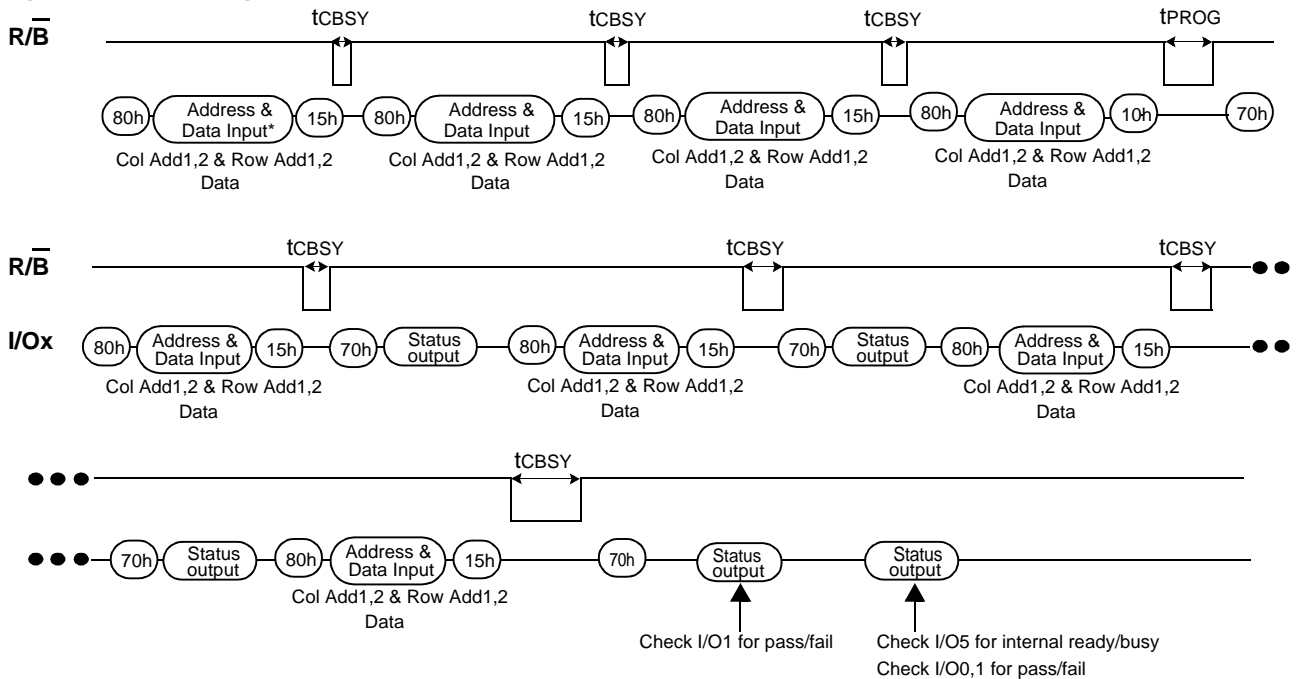 tCBSY tCBSY tCBSY tPROG
R/B
80h Address & Data Input* 15h 80h Address & Data Input 15h 80h Address & Data Input 15h 80h Address & Data Input 10h 70h
Col Add1,2 & Row Add1,2 Col Add1,2 & Row Add1,2 Col Add1,2 & Row Add1,2 Col Add1,2 & Row Add1,2
Data Data Data Data
tCBSY tCBSY tCBSY
R/B
I/Ox 80h Address & Data Input 15h 70h Status output 80h Address & Data Input 15h 70h Status output 80h Address & Data Input 15h
Col Add1,2 & Row Add1,2 Col Add1,2 & Row Add1,2 Col Add1,2 & Row Add1,2
Data Data Data
tCBSY
70h Status output 80h Address & Data Input 15h 70h Status output Status output
Col Add1,2 & Row Add1,2
Data
Check I/O1 for pass/fail Check I/O5 for internal ready/busy
Check I/O0,1 for pass/fail